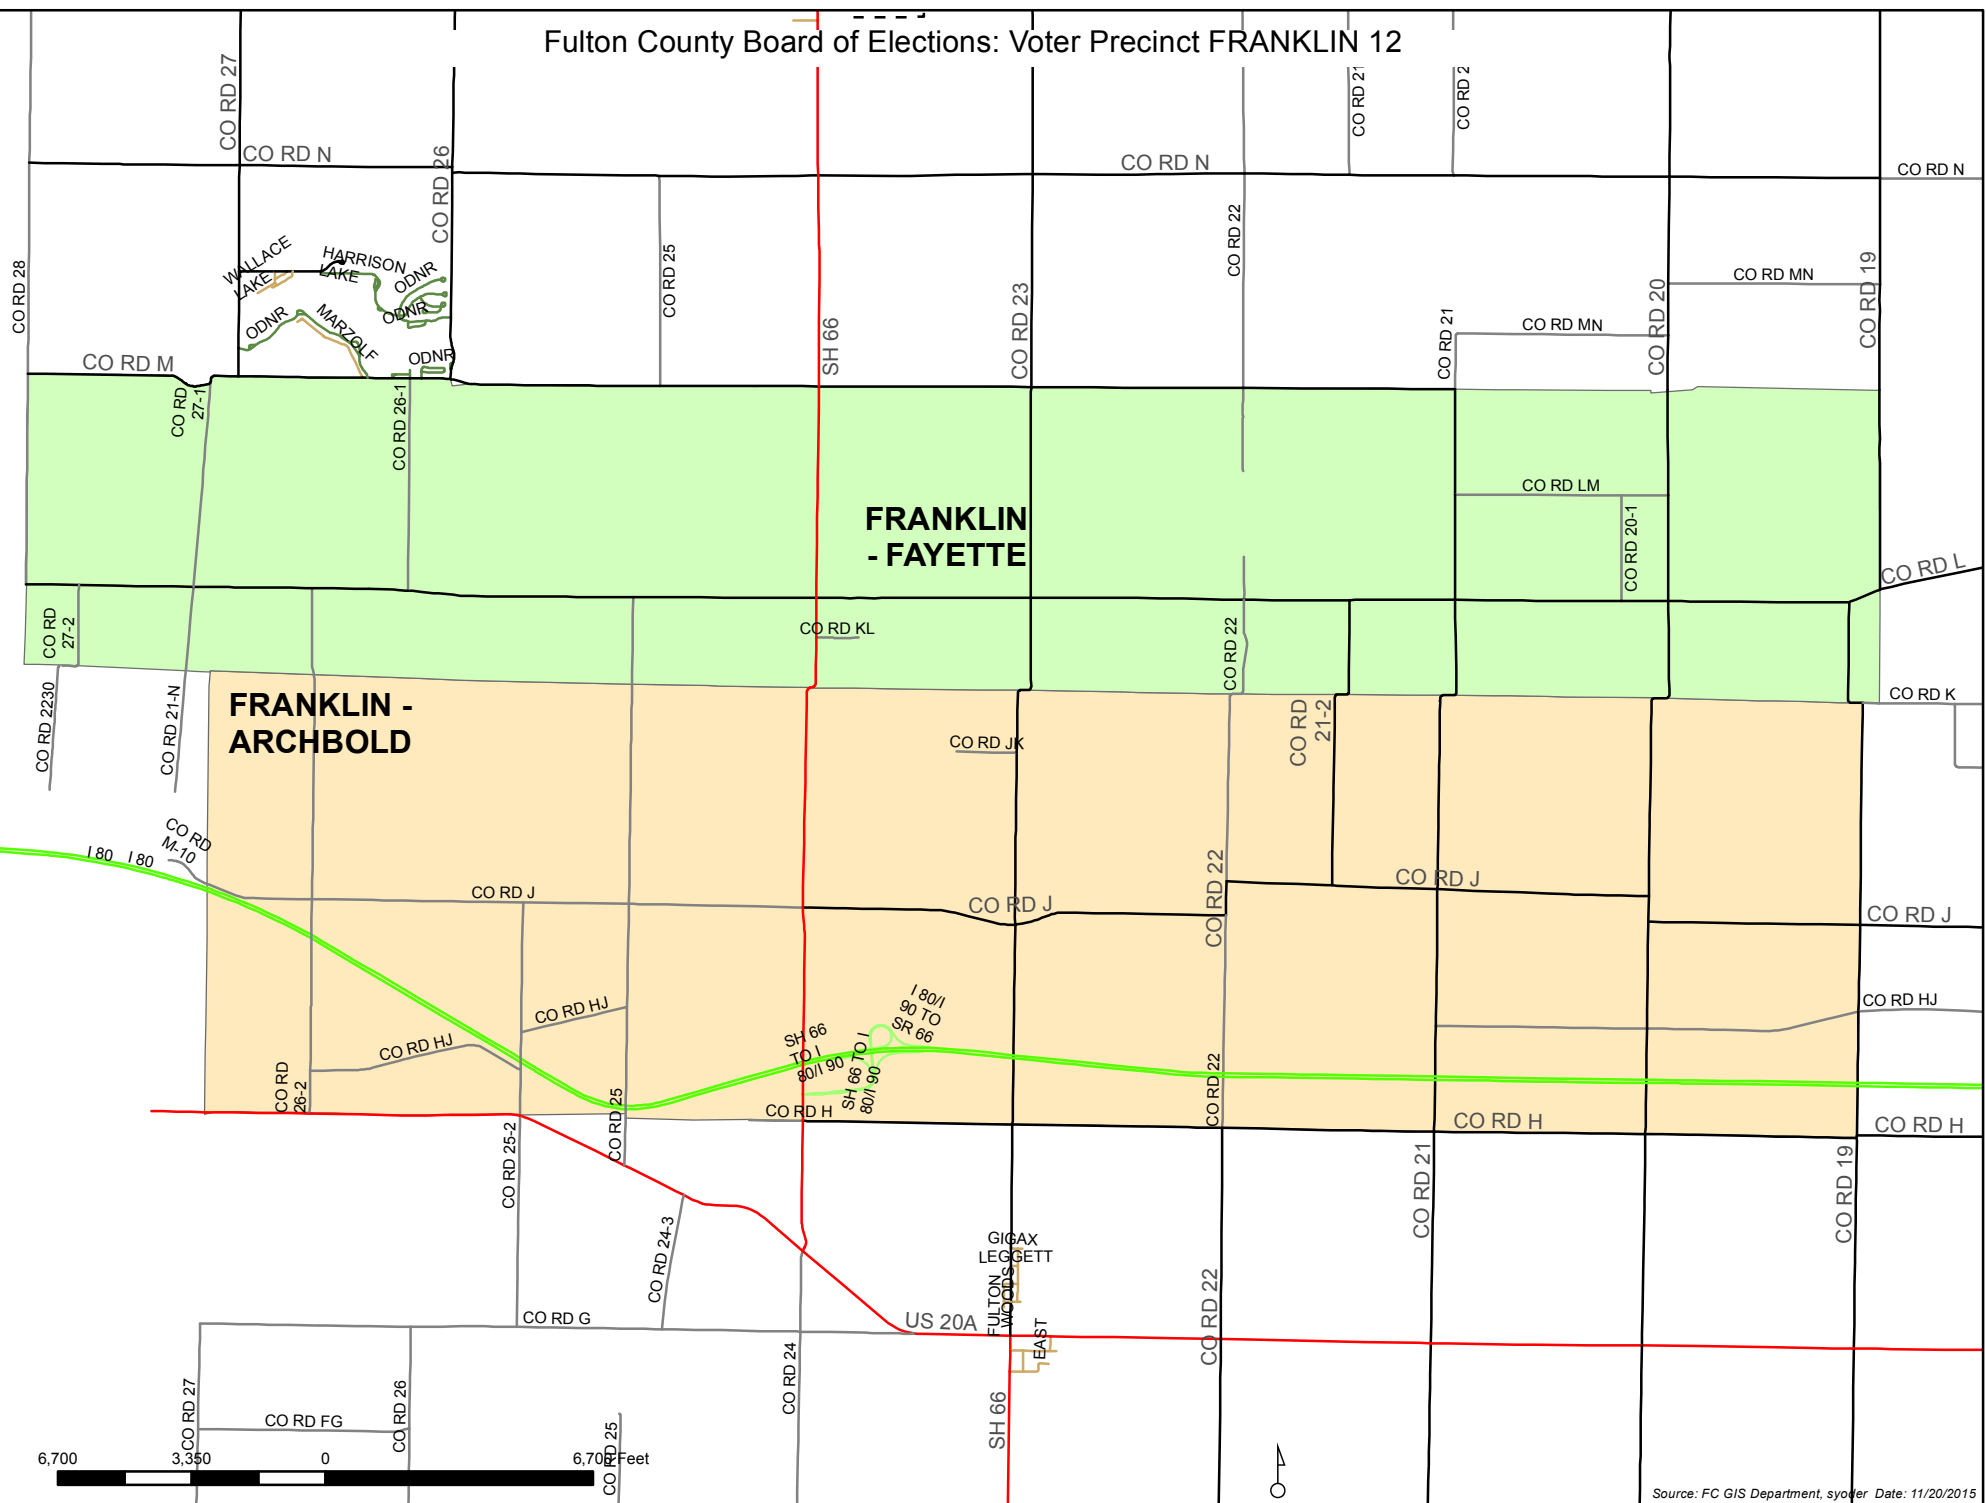 Fulton County Board of Elections: Voter Precinct FRANKLIN 12
CO RD 27
CO RD 26
CO RD 21
CO RD 2
CO RD N
CO RD N
CO RD N
CO RD 28
WALLACE
LAKE
HARRISON
LAKE
ODNR
ODNR
ODNR
MARZOLF
ODNR
CO RD 25
SH 66
CO RD 23
CO RD 22
CO RD 21
CO RD MN
CO RD MN
CO RD 20
CO RD 19
CO RD M
CO RD
27-1
CO RD 26-1
FRANKLIN
- FAYETTE
CO RD LM
CO RD 20-1
CO RD L
CO RD
27-2
CO RD KL
CO RD 22
CO RD K
CO RD 2230
CO RD 21-N
FRANKLIN -
ARCHBOLD
CO RD JK
CO RD
21-2
CO RD
M-10
I 80
I 80
CO RD J
CO RD J
CO RD 22
CO RD J
CO RD J
CO RD HJ
CO RD HJ
CO RD HJ
I 80/I
90 TO
SR 66
SH 66
TO I
80/I 90
SH 66 TO I
80/I 90
CO RD
26-2
CO RD 25
CO RD 22
CO RD H
CO RD H
CO RD H
CO RD 25-2
CO RD 21
CO RD 19
CO RD 24-3
GIGAX
LEGGETT
FULTON
WOODS
CO RD 22
CO RD G
US 20A
EAST
CO RD 24
CO RD 27
CO RD 26
CO RD FG
CO RD 25
SH 66
6,700
3,350
0
6,700 Feet
Source: FC GIS Department, syoder Date: 11/20/2015